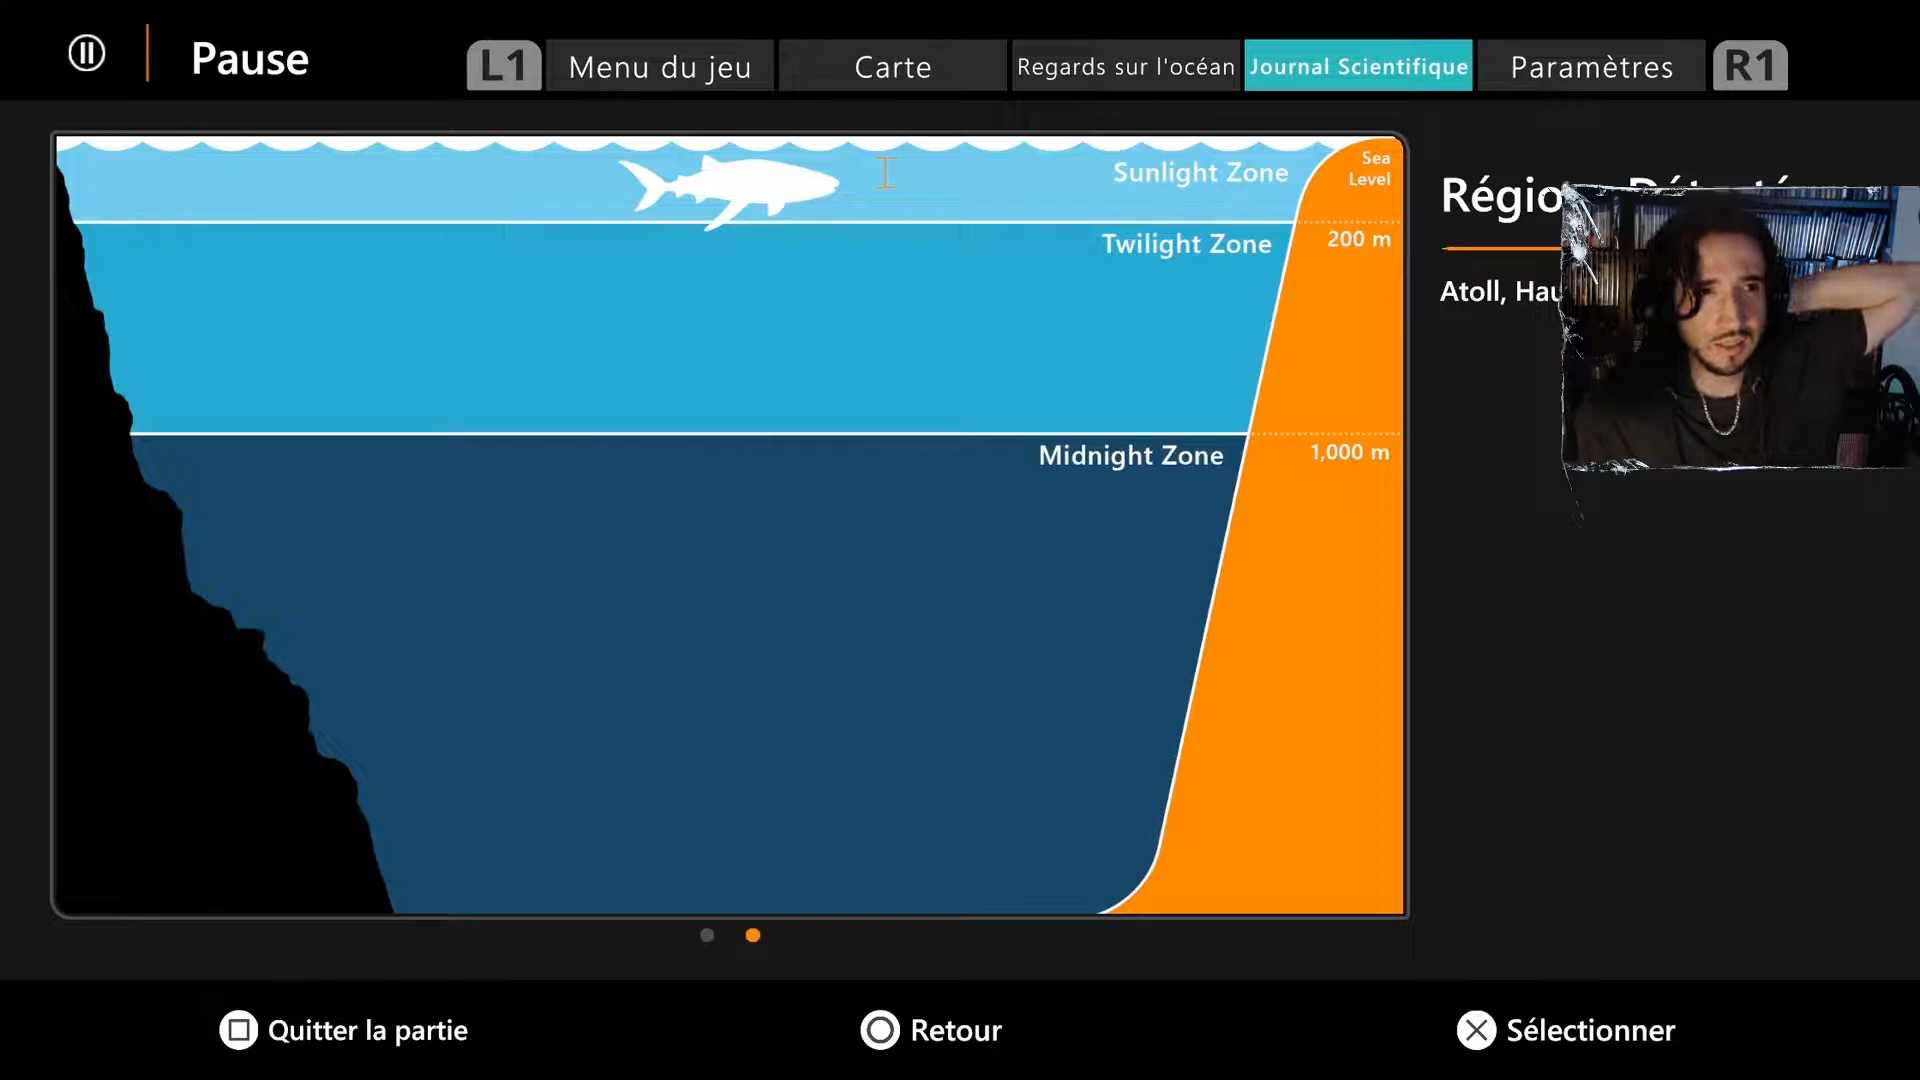 Pause
L1
Menu du jeu
Carte
Regards sur l'océan
Journal Scientifique
Paramètres
R1
Sunlight Zone
Sea
Level
Twilight Zone
200 m
Midnight Zone
1,000 m
Atoll,
Quitter la partie
Retour
Sélectionner